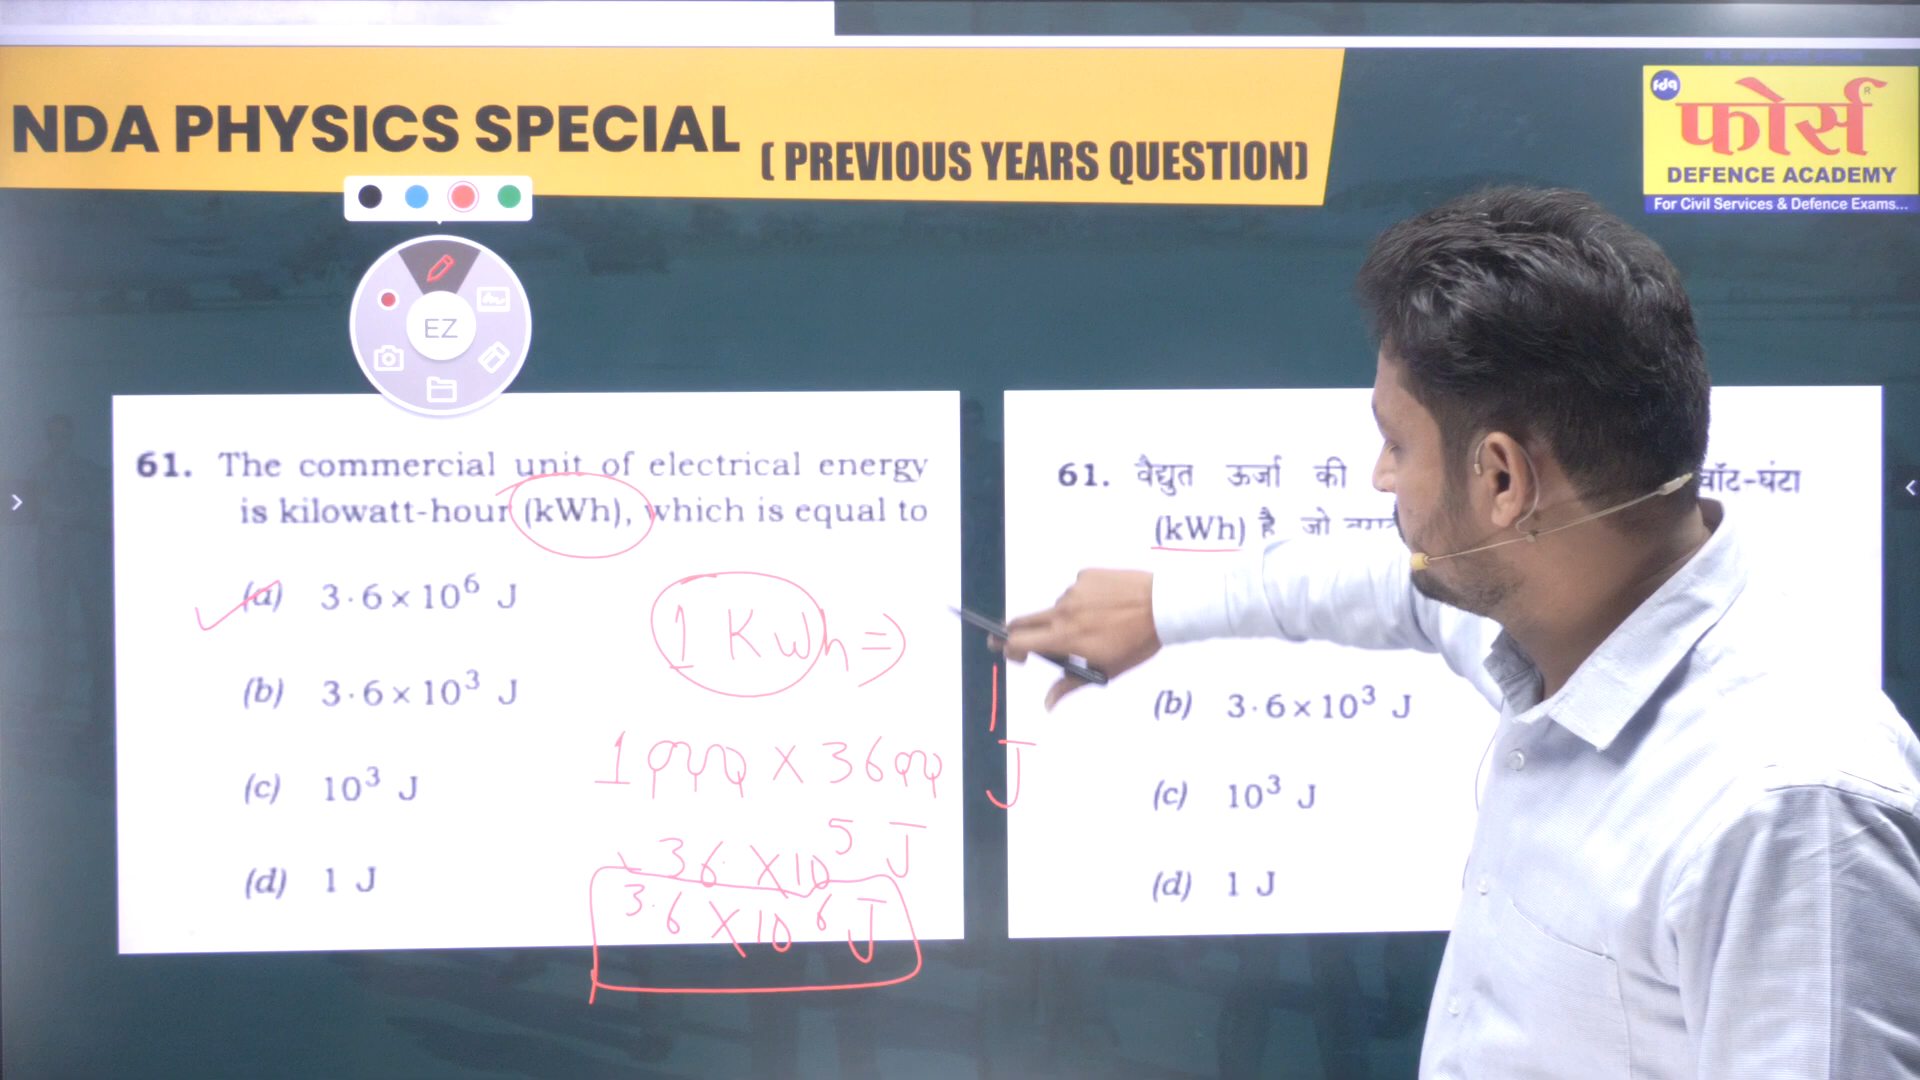 NDA PHYSICS SPECIAL ( PREVIOUS YEARS QUESTION)
fda
फोर्स
R
DEFENCE ACADEMY
For Civil Services & Defence Exams...
EZ
61. The commercial unit of electrical energy
is kilowatt-hour (kWh), which is equal to
(a) 3·6×10⁶ J
(b) 3·6×10³ J
(c) 10³ J
(d) 1 J
1 KWh ⇒
1000 × 3600 J
36 × 10⁵ J
3.6 × 10⁶ J
61. वैद्युत ऊर्जा की वॉट-घंटा
(kWh) है जो
(b) 3·6×10³ J
(c) 10³ J
(d) 1 J